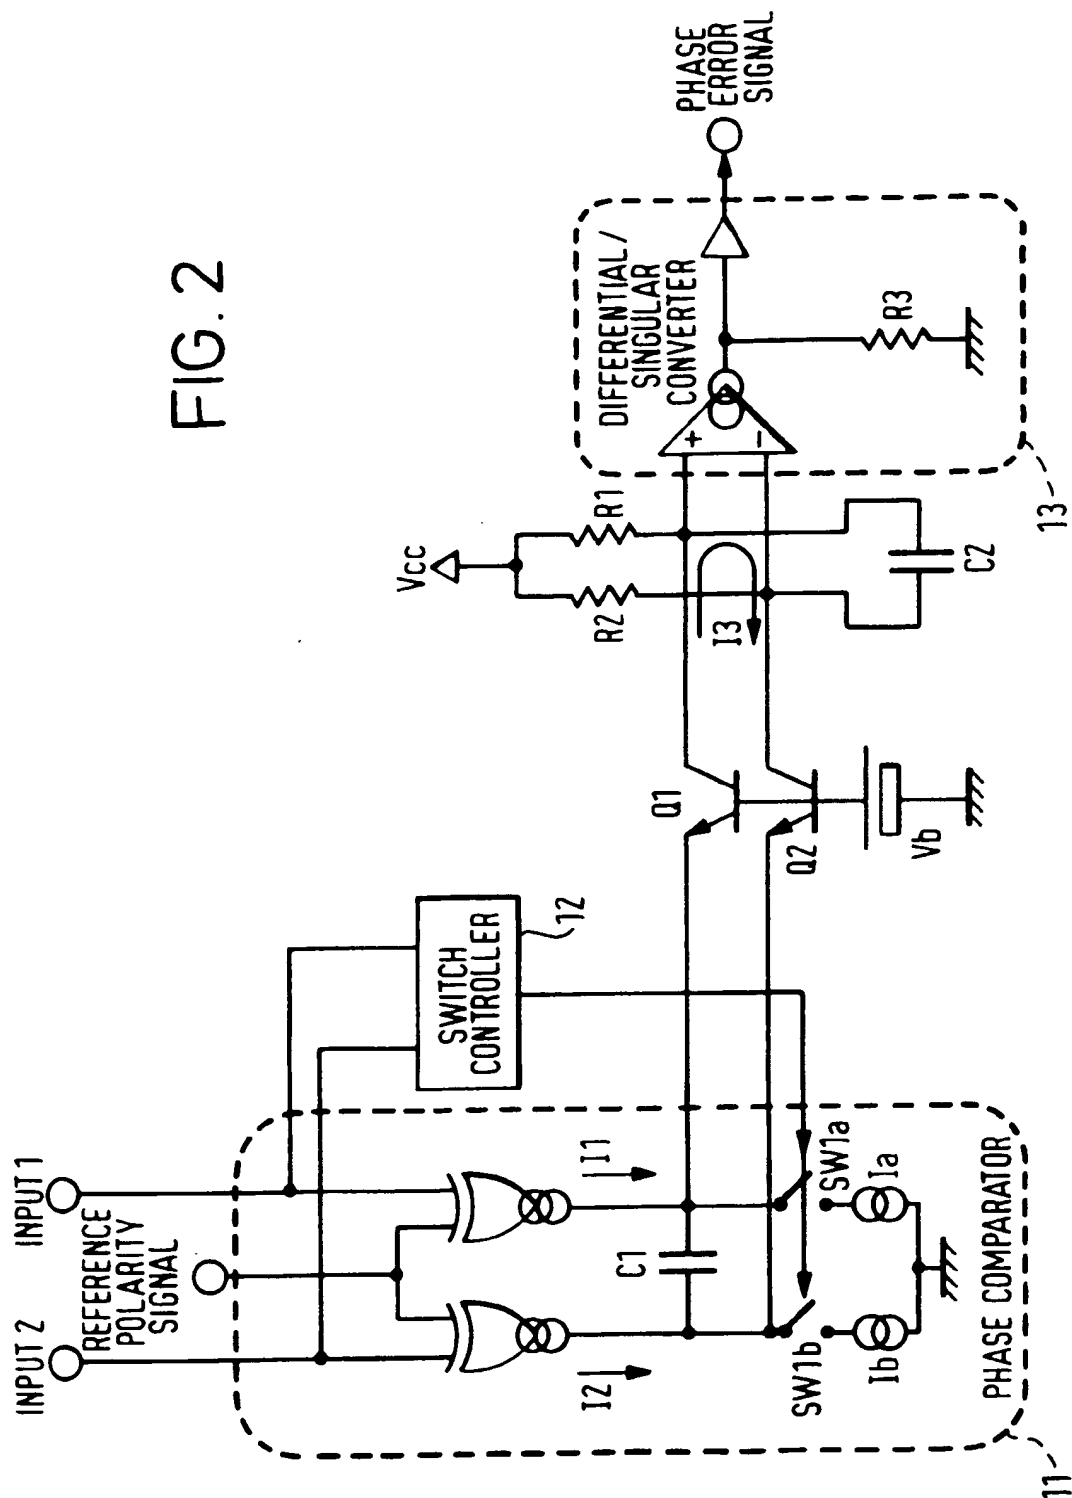 FIG. 2
INPUT 1
REFERENCE
POLARITY
SIGNAL
INPUT 2
SWITCH
CONTROLLER
12
I1
I2
C1
SW1a
SW1b
Ia
Ib
PHASE COMPARATOR
11
Q1
Q2
Vb
Vcc
R1
R2
I3
C2
DIFFERENTIAL/
SINGULAR
CONVERTER
+
−
R3
13
PHASE
ERROR
SIGNAL